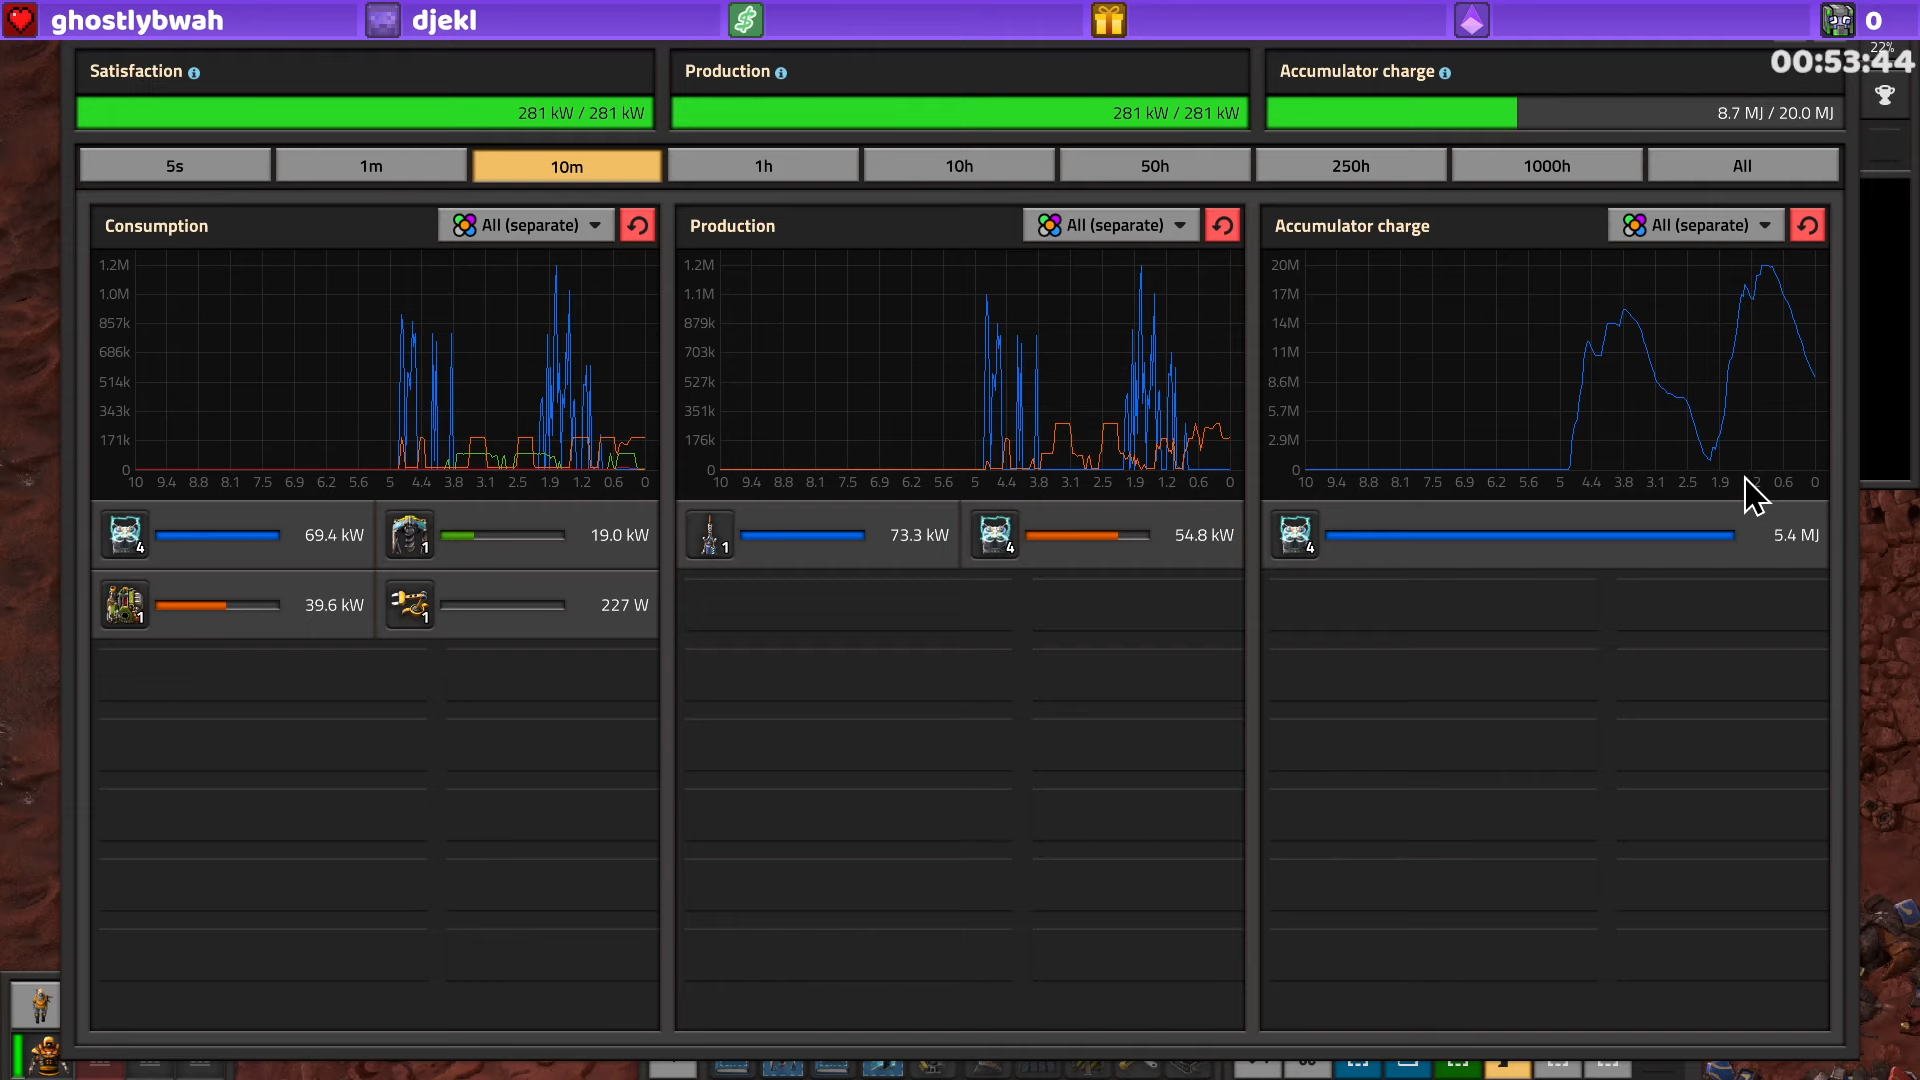 ghostlybwah djekl 0
22%
00:53:44
Satisfaction Production Accumulator charge
281 kW / 281 kW 281 kW / 281 kW 8.7 MJ / 20.0 MJ
5s 1m 10m 1h 10h 50h 250h 1000h All
Consumption All (separate) Production All (separate) Accumulator charge All (separate)
1.2M 1.2M 20M
1.0M 1.1M 17M
857k 879k 14M
686k 703k 11M
514k 527k 8.6M
343k 351k 5.7M
171k 176k 2.9M
0 0 0
10 9.4 8.8 8.1 7.5 6.9 6.2 5.6 5 4.4 3.8 3.1 2.5 1.9 1.2 0.6 0 10 9.4 8.8 8.1 7.5 6.9 6.2 5.6 5 4.4 3.8 3.1 2.5 1.9 1.2 0.6 0 10 9.4 8.8 8.1 7.5 6.9 6.2 5.6 5 4.4 3.8 3.1 2.5 1.9 0.6 0
4 69.4 kW 1 19.0 kW 1 73.3 kW 4 54.8 kW 4 5.4 MJ
1 39.6 kW 1 227 W